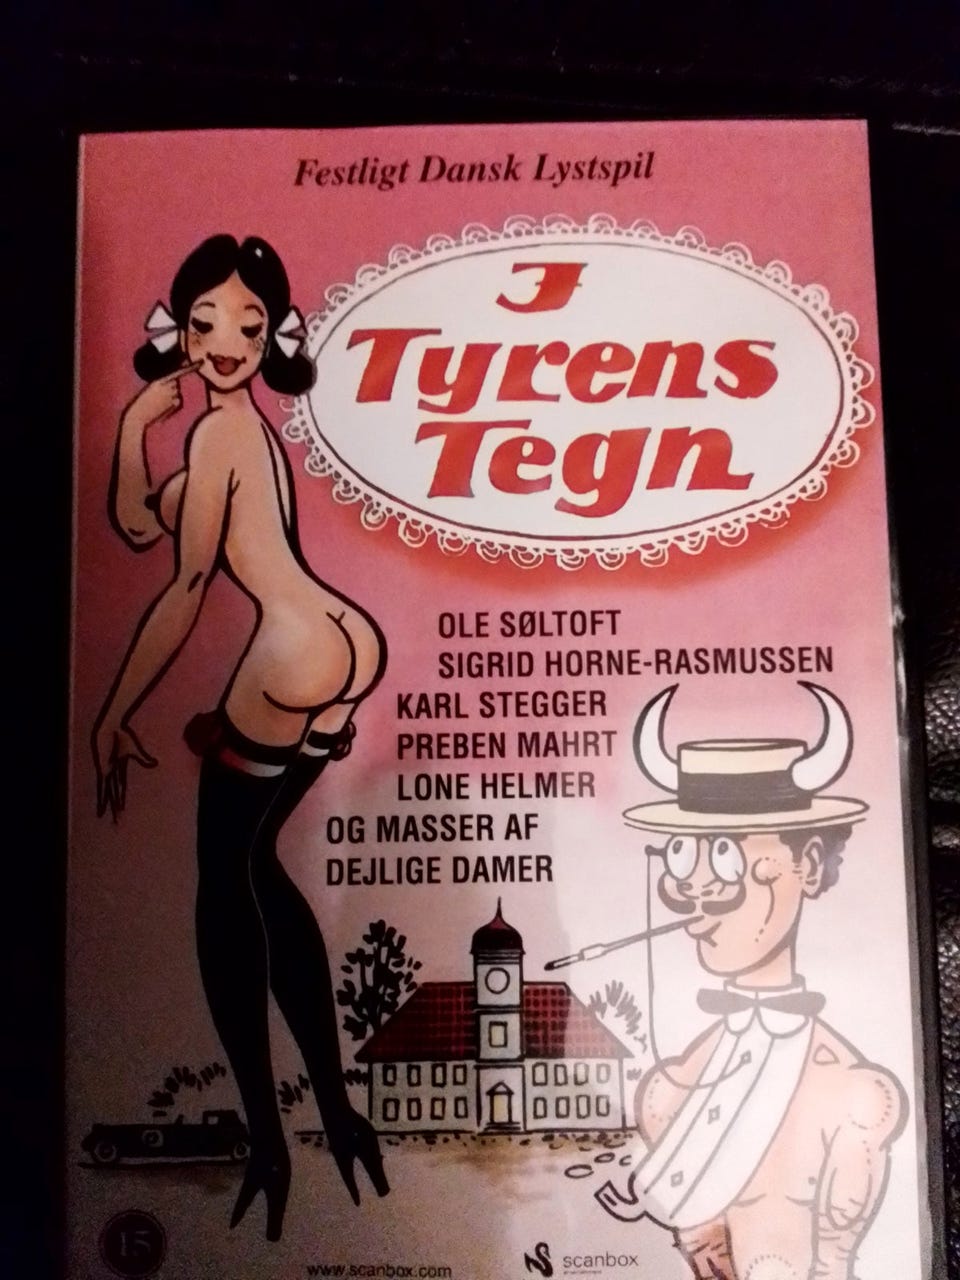 Festligt Dansk Lystspil
I
Tyrens
Tegn
OLE SØLTOFT
SIGRID HORNE-RASMUSSEN
KARL STEGGER
PREBEN MAHRT
LONE HELMER
OG MASSER AF
DEJLIGE DAMER
15
www.scanbox.com
scanbox